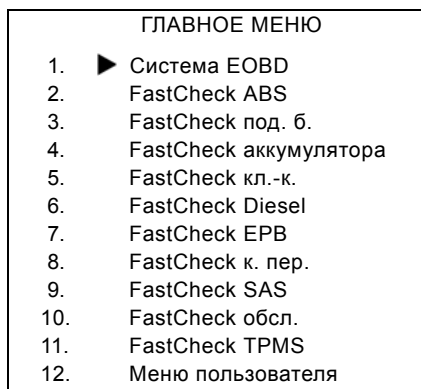 ГЛАВНОЕ МЕНЮ
1. ▶ Система EOBD
2. FastCheck ABS
3. FastCheck под. б.
4. FastCheck аккумулятора
5. FastCheck кл.-к.
6. FastCheck Diesel
7. FastCheck EPB
8. FastCheck к. пер.
9. FastCheck SAS
10. FastCheck обсл.
11. FastCheck TPMS
12. Меню пользователя